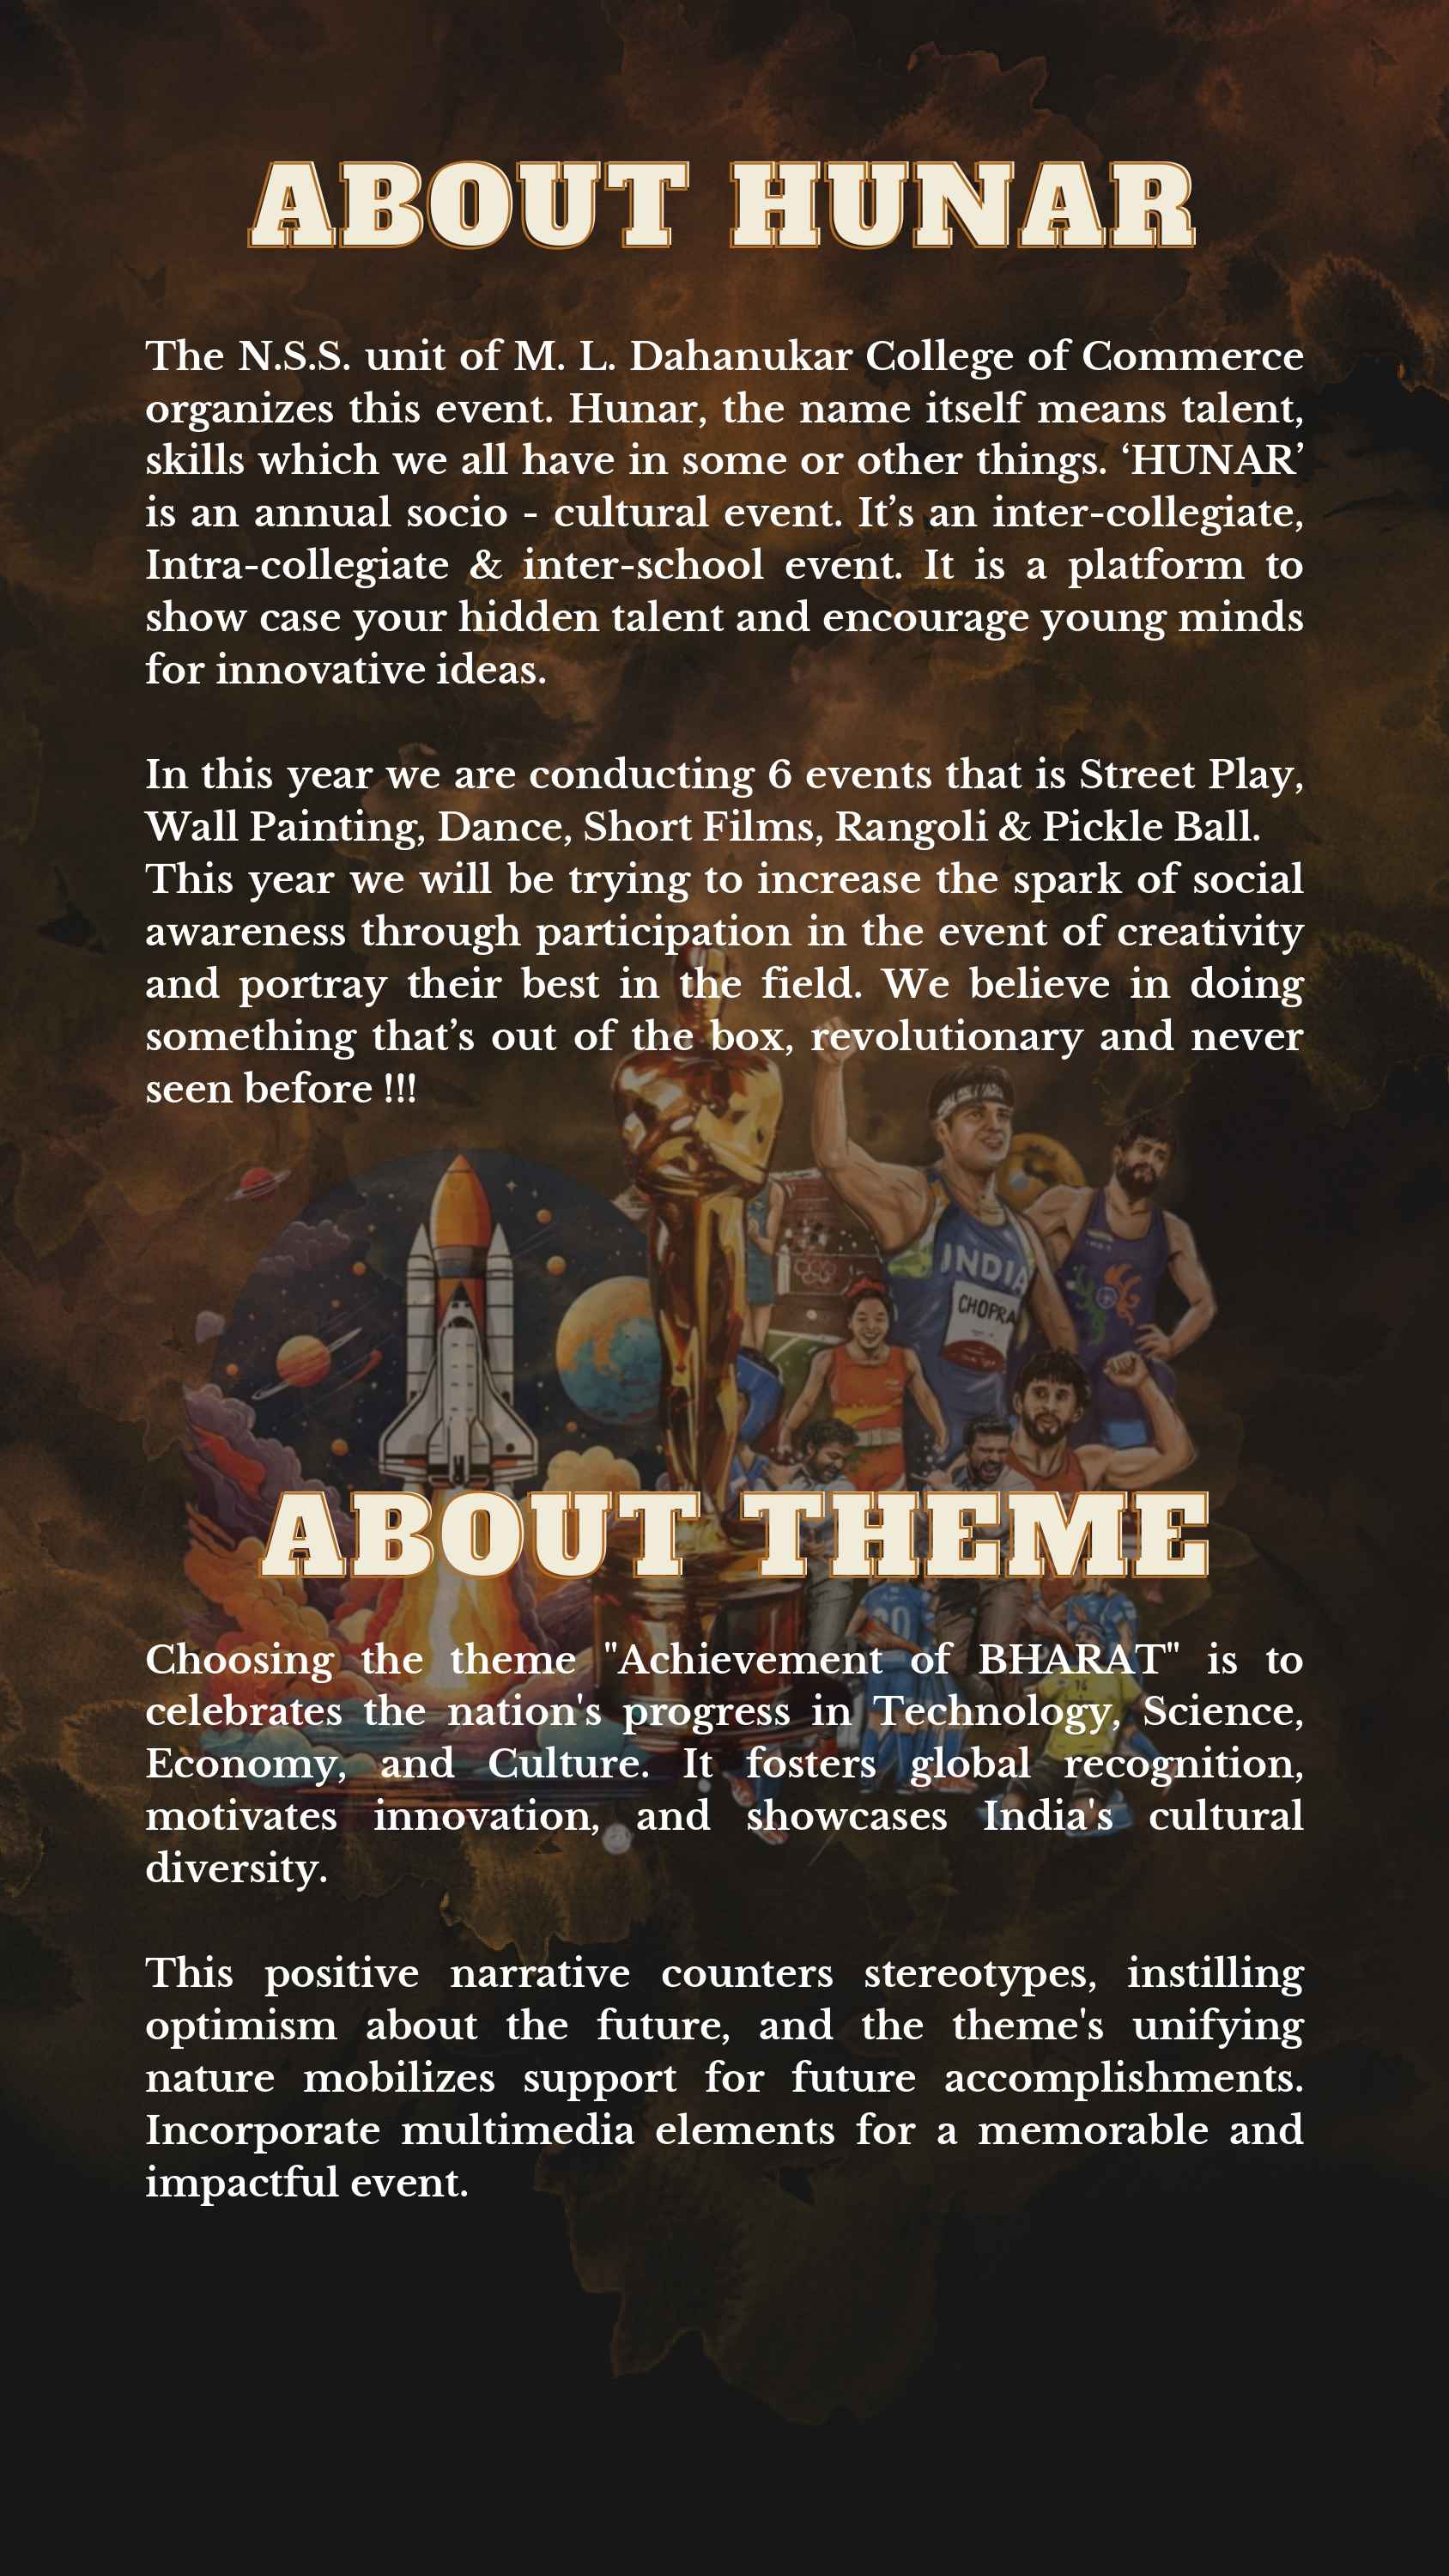 ABOUT HUNAR
The N.S.S. unit of M. L. Dahanukar College of Commerce
organizes this event. Hunar, the name itself means talent,
skills which we all have in some or other things. ‘HUNAR’
is an annual socio - cultural event. It’s an inter-collegiate,
Intra-collegiate & inter-school event. It is a platform to
show case your hidden talent and encourage young minds
for innovative ideas.
In this year we are conducting 6 events that is Street Play,
Wall Painting, Dance, Short Films, Rangoli & Pickle Ball.
This year we will be trying to increase the spark of social
awareness through participation in the event of creativity
and portray their best in the field. We believe in doing
something that’s out of the box, revolutionary and never
seen before !!!
INDIA
CHOPRA
ABOUT THEME
Choosing the theme "Achievement of BHARAT" is to
celebrates the nation's progress in Technology, Science,
Economy, and Culture. It fosters global recognition,
motivates innovation, and showcases India's cultural
diversity.
This positive narrative counters stereotypes, instilling
optimism about the future, and the theme's unifying
nature mobilizes support for future accomplishments.
Incorporate multimedia elements for a memorable and
impactful event.